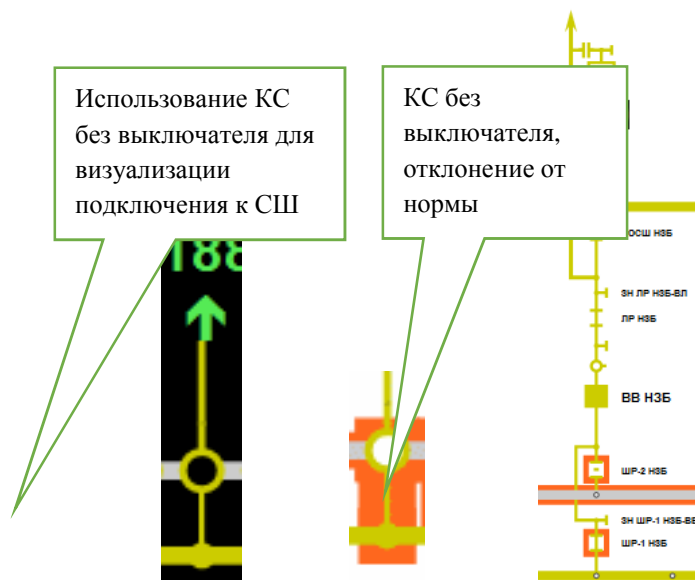 Использование КС
без выключателя для
визуализации
подключения к СШ
КС без
выключателя,
отклонение от
нормы
188
ОСШ НЗБ
ЗН ЛР НЗБ-ВЛ
ЛР НЗБ
ВВ НЗБ
ШР-2 НЗБ
ЗН ШР-1 НЗБ-ВВ
ШР-1 НЗБ